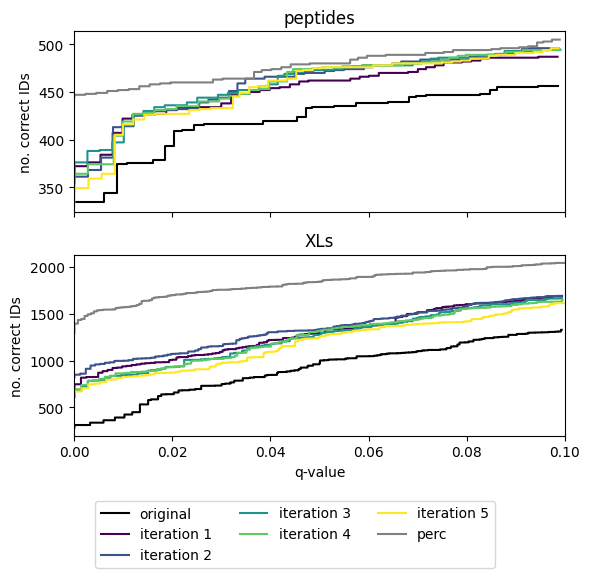 peptides
500
450
400
350
no. correct IDs
XLs
2000
1500
1000
500
no. correct IDs
0.00 0.02 0.04 0.06 0.08 0.10
q-value
original iteration 3 iteration 5
iteration 1 iteration 4 perc
iteration 2